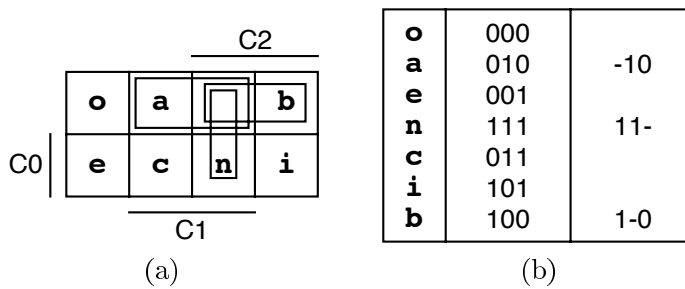 C2
o a b
C0
e c n i
C1
(a)
o 000
a 010 -10
e 001
n 111 11-
c 011
i 101
b 100 1-0
(b)